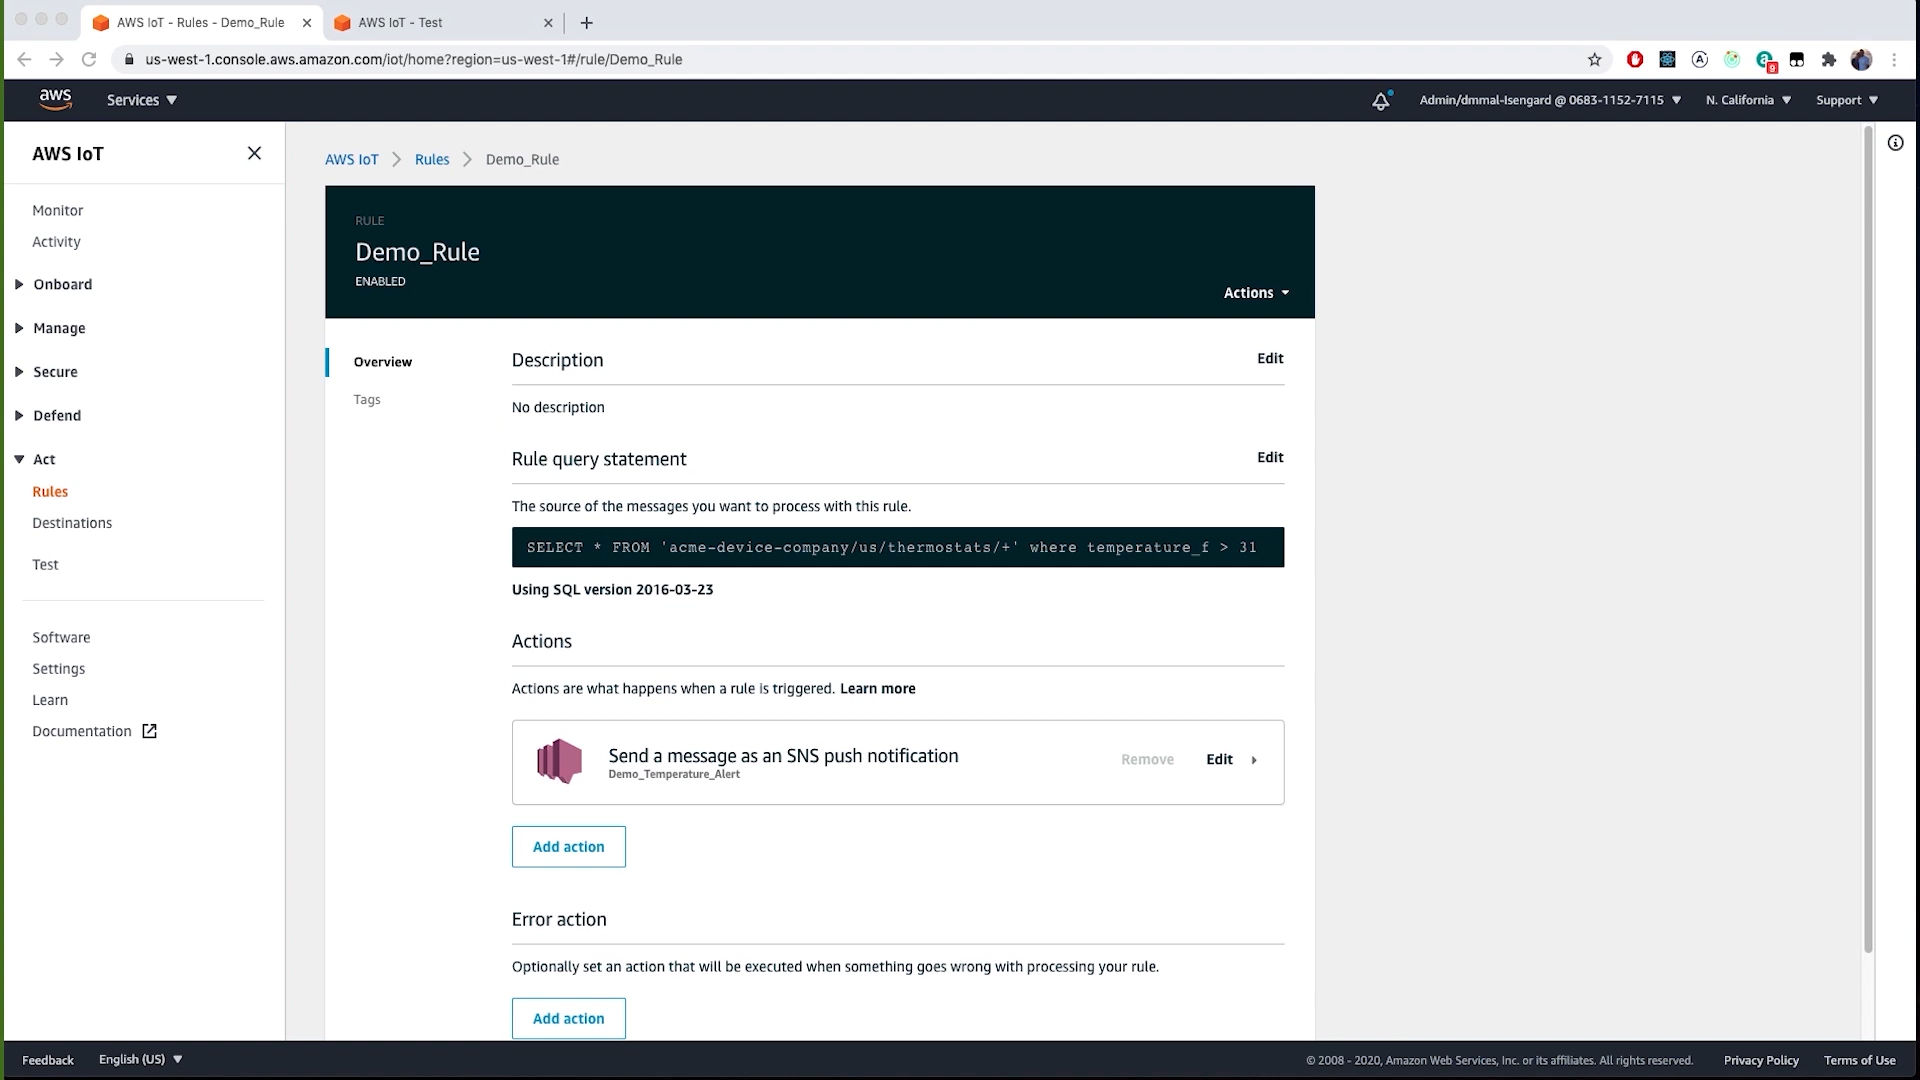 AWS IoT - Rules - Demo_Rule
AWS IoT - Test
us-west-1.console.aws.amazon.com/iot/home?region=us-west-1#/rule/Demo_Rule
9
aws
Services
Admin/dmmal-Isengard @ 0683-1152-7115
N. California
Support
AWS IoT
Monitor
Activity
Onboard
Manage
Secure
Defend
Act
Rules
Destinations
Test
Software
Settings
Learn
Documentation
AWS IoT > Rules > Demo_Rule
RULE
Demo_Rule
ENABLED
Actions
Overview
Tags
Description
Edit
No description
Rule query statement
Edit
The source of the messages you want to process with this rule.
SELECT * FROM 'acme-device-company/us/thermostats/+' where temperature_f > 31
Using SQL version 2016-03-23
Actions
Actions are what happens when a rule is triggered. Learn more
Send a message as an SNS push notification
Demo_Temperature_Alert
Remove
Edit
Add action
Error action
Optionally set an action that will be executed when something goes wrong with processing your rule.
Add action
Feedback
English (US)
© 2008 - 2020, Amazon Web Services, Inc. or its affiliates. All rights reserved.
Privacy Policy
Terms of Use